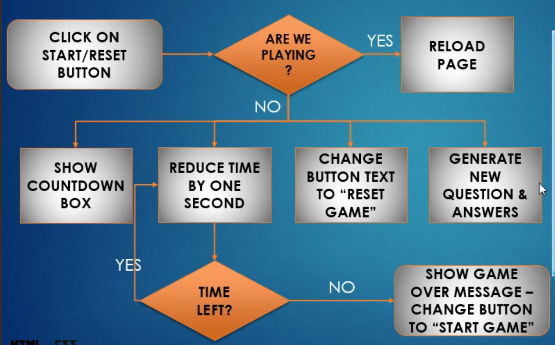 CLICK ON
START/RESET
BUTTON
ARE WE
PLAYING
?
YES
RELOAD
PAGE
NO
SHOW
COUNTDOWN
BOX
REDUCE TIME
BY ONE
SECOND
CHANGE
BUTTON TEXT
TO “RESET
GAME”
GENERATE
NEW
QUESTION &
ANSWERS
YES
TIME
LEFT?
NO
SHOW GAME
OVER MESSAGE –
CHANGE BUTTON
TO “START GAME”